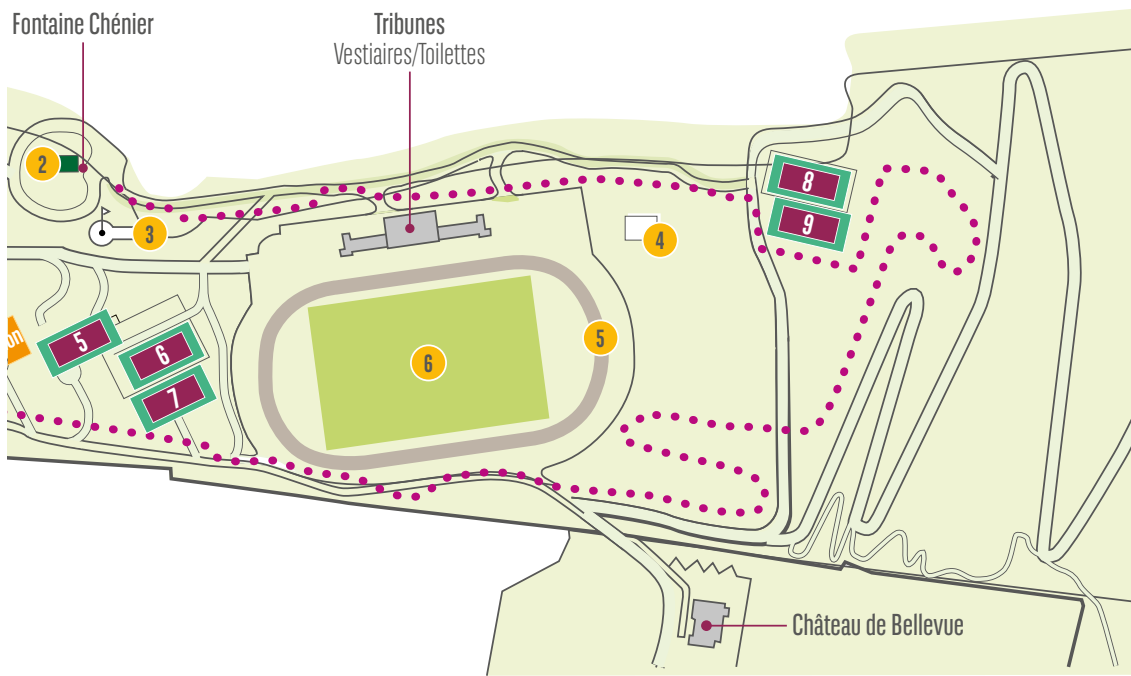 Fontaine Chénier
Tribunes
Vestiaires/Toilettes
2
3
4
8
9
5
6
7
5
6
Château de Bellevue